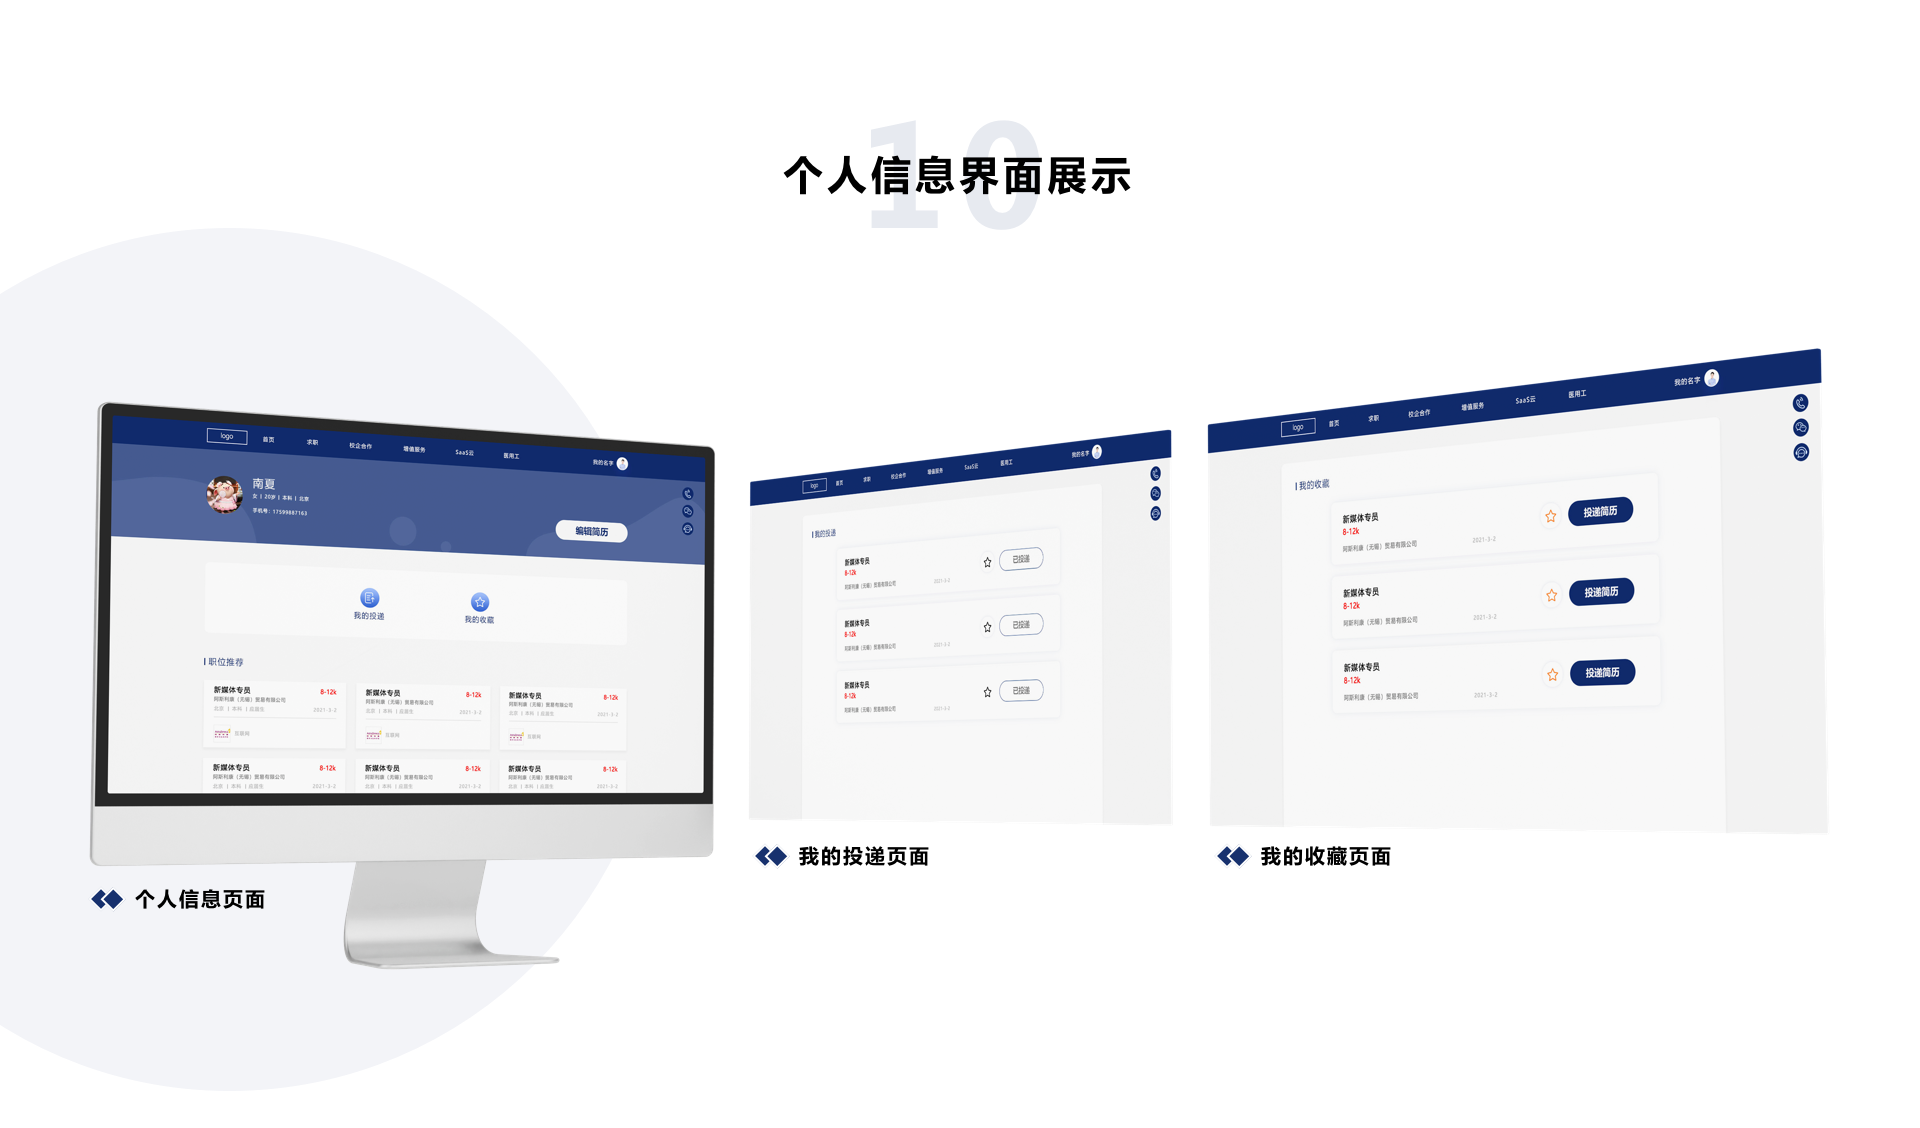 10
个人信息界面展示
logo 首页 求职 校企合作 增值服务 SaaS云 医用工 我的名字
南夏
女 | 20岁 | 本科 | 北京
手机号：17599887163
编辑简历
我的投递 我的收藏
职位推荐
新媒体专员 8-12k
阿斯利康（无锡）贸易有限公司
北京 | 本科 | 应届生 2021-3-2
互联网
新媒体专员 8-12k
阿斯利康（无锡）贸易有限公司
北京 | 本科 | 应届生 2021-3-2
互联网
新媒体专员 8-12k
阿斯利康（无锡）贸易有限公司
北京 | 本科 | 应届生 2021-3-2
互联网
新媒体专员 8-12k
阿斯利康（无锡）贸易有限公司
北京 | 本科 | 应届生 2021-3-2
新媒体专员 8-12k
阿斯利康（无锡）贸易有限公司
北京 | 本科 | 应届生 2021-3-2
新媒体专员 8-12k
阿斯利康（无锡）贸易有限公司
北京 | 本科 | 应届生 2021-3-2
个人信息页面
logo 首页 求职 校企合作 增值服务 SaaS云 医用工 我的名字
我的投递
新媒体专员
8-12k
阿斯利康（无锡）贸易有限公司 2021-3-2
已投递
新媒体专员
8-12k
阿斯利康（无锡）贸易有限公司 2021-3-2
已投递
新媒体专员
8-12k
阿斯利康（无锡）贸易有限公司 2021-3-2
已投递
我的投递页面
logo 首页 求职 校企合作 增值服务 SaaS云 医用工 我的名字
我的收藏
新媒体专员
8-12k
阿斯利康（无锡）贸易有限公司 2021-3-2
投递简历
新媒体专员
8-12k
阿斯利康（无锡）贸易有限公司 2021-3-2
投递简历
新媒体专员
8-12k
阿斯利康（无锡）贸易有限公司 2021-3-2
投递简历
我的收藏页面